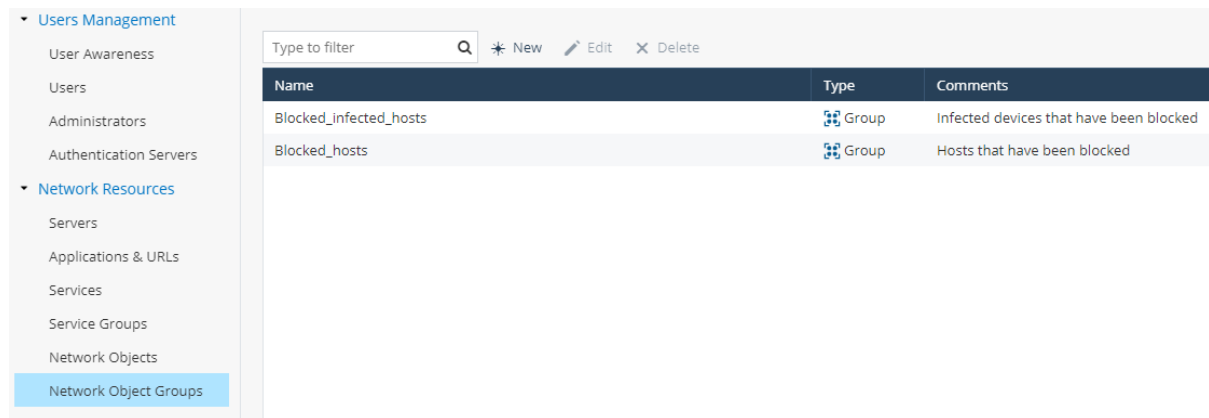 Users Management
User Awareness
Users
Administrators
Authentication Servers
Network Resources
Servers
Applications & URLs
Services
Service Groups
Network Objects
Network Object Groups
Type to filter New Edit Delete
Name Type Comments
Blocked_infected_hosts Group Infected devices that have been blocked
Blocked_hosts Group Hosts that have been blocked